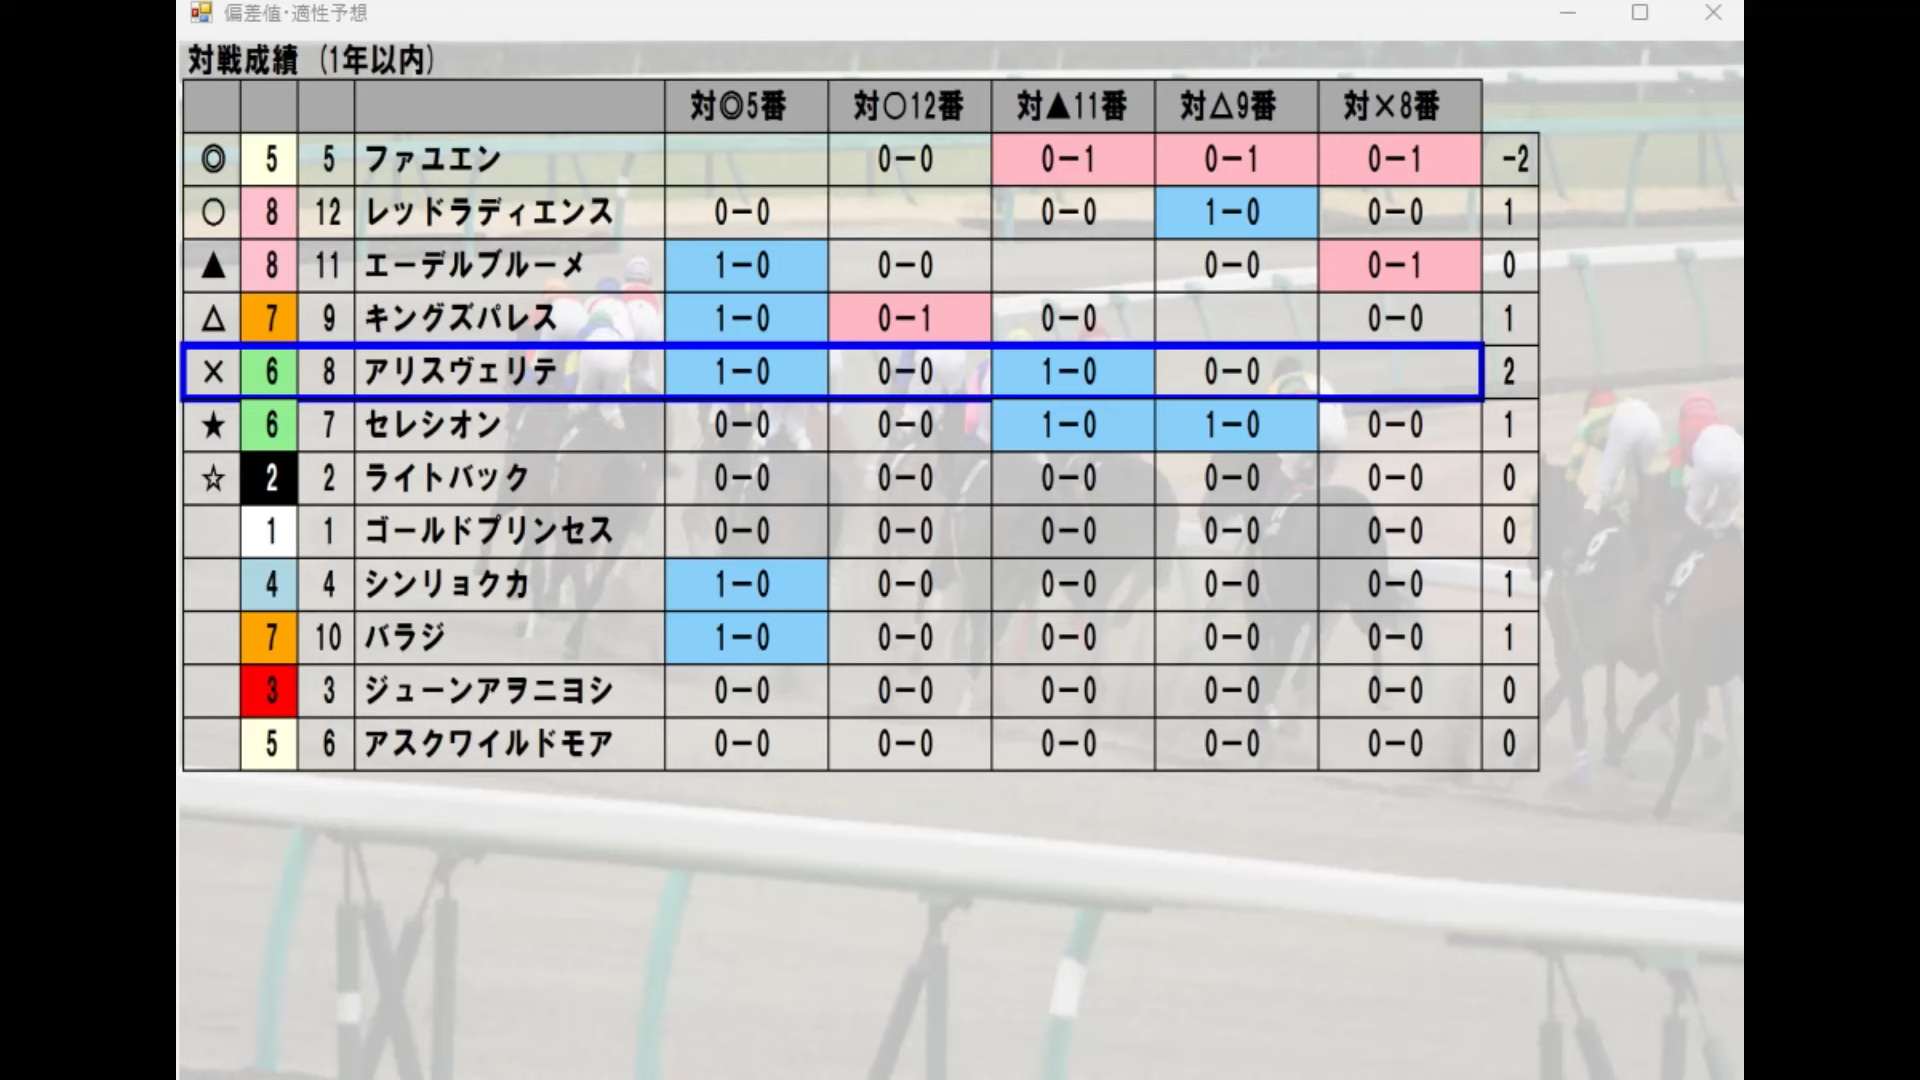 偏差値・適性予想
対戦成績 (1年以内)
対◎5番 対○12番 対▲11番 対△9番 対×8番
◎ 5 5 ファユエン 0-0 0-1 0-1 0-1 -2
○ 8 12 レッドラディエンス 0-0 0-0 1-0 0-0 1
▲ 8 11 エーデルブルーメ 1-0 0-0 0-0 0-1 0
△ 7 9 キングズパレス 1-0 0-1 0-0 0-0 1
× 6 8 アリスヴェリテ 1-0 0-0 1-0 0-0 2
★ 6 7 セレシオン 0-0 0-0 1-0 1-0 0-0 1
☆ 2 2 ライトバック 0-0 0-0 0-0 0-0 0-0 0
1 1 ゴールドプリンセス 0-0 0-0 0-0 0-0 0-0 0
4 4 シンリョクカ 1-0 0-0 0-0 0-0 0-0 1
7 10 バラジ 1-0 0-0 0-0 0-0 0-0 1
3 3 ジューンアヲニヨシ 0-0 0-0 0-0 0-0 0-0 0
5 6 アスクワイルドモア 0-0 0-0 0-0 0-0 0-0 0